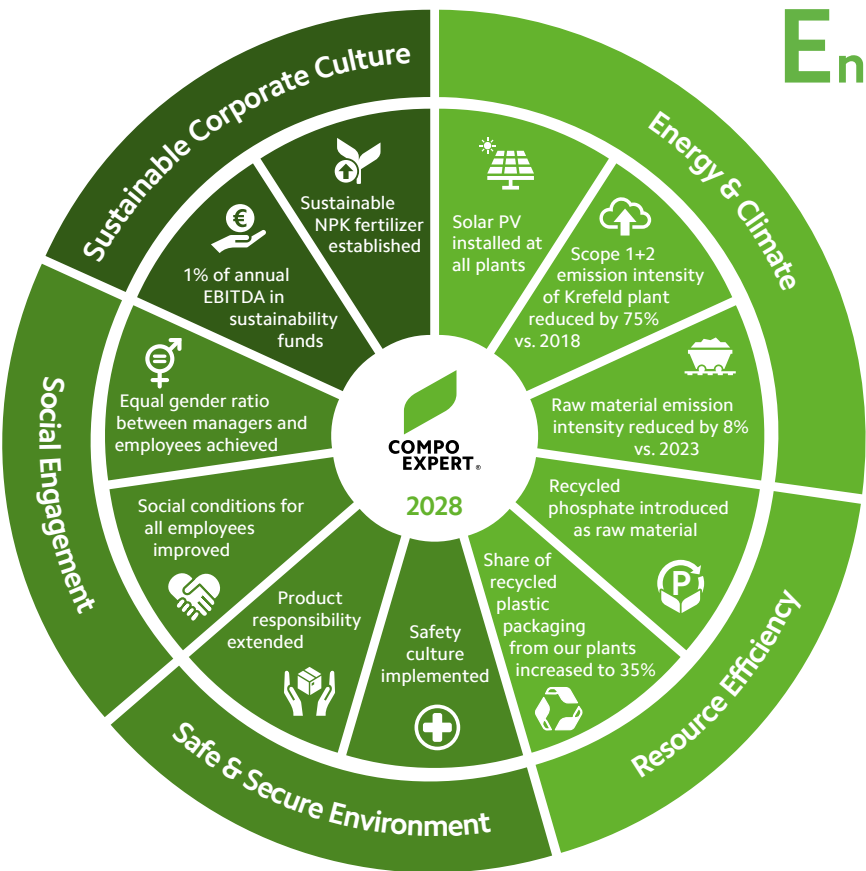 En
Sustainable Corporate Culture
Energy & Climate
Resource Efficiency
Safe & Secure Environment
Social Engagement
Sustainable
NPK fertilizer
established
Solar PV
installed at
all plants
Scope 1+2
emission intensity
of Krefeld plant
reduced by 75%
vs. 2018
Raw material emission
intensity reduced by 8%
vs. 2023
Recycled
phosphate introduced
as raw material
P
Share of
recycled
plastic
packaging
from our plants
increased to 35%
Safety
culture
implemented
Product
responsibility
extended
Social conditions for
all employees
improved
Equal gender ratio
between managers and
employees achieved
€
1% of annual
EBITDA in
sustainability
funds
COMPO
EXPERT®
2028